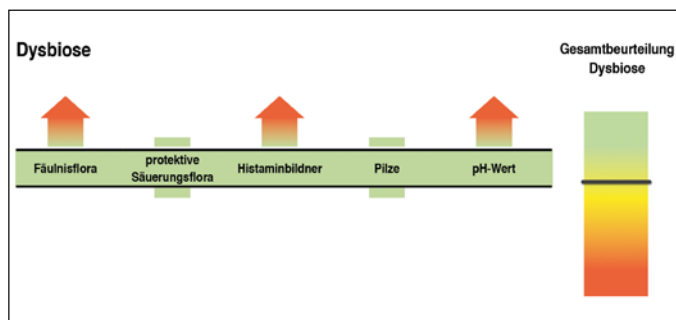 Dysbiose
Gesamtbeurteilung
Dysbiose
Fäulnisflora
protektive
Säuerungsflora
Histaminbildner
Pilze
pH-Wert